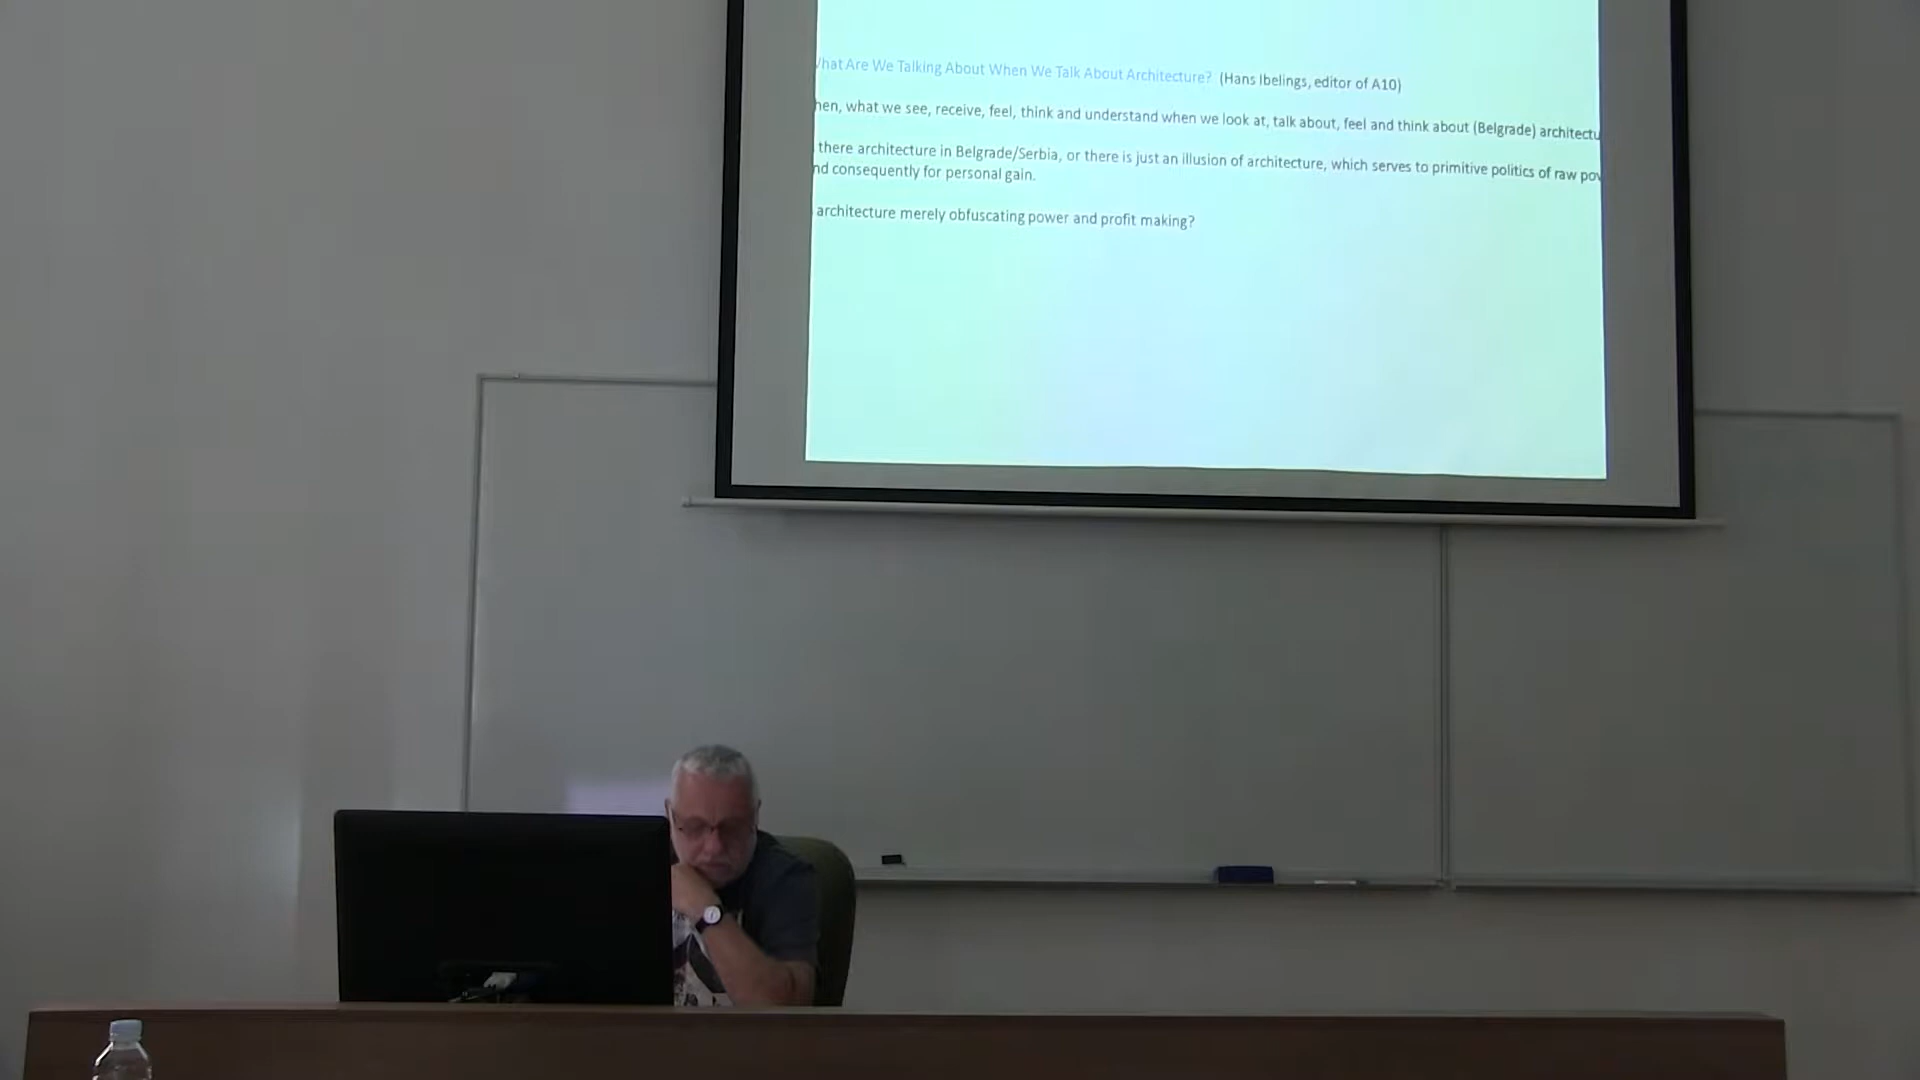 hat Are We Talking About When We Talk About Architecture? (Hans Ibelings, editor of A10)
hen, what we see, receive, feel, think and understand when we look at, talk about, feel and think about (Belgrade) architectu
there architecture in Belgrade/Serbia, or there is just an illusion of architecture, which serves to primitive politics of raw pow
nd consequently for personal gain.
architecture merely obfuscating power and profit making?